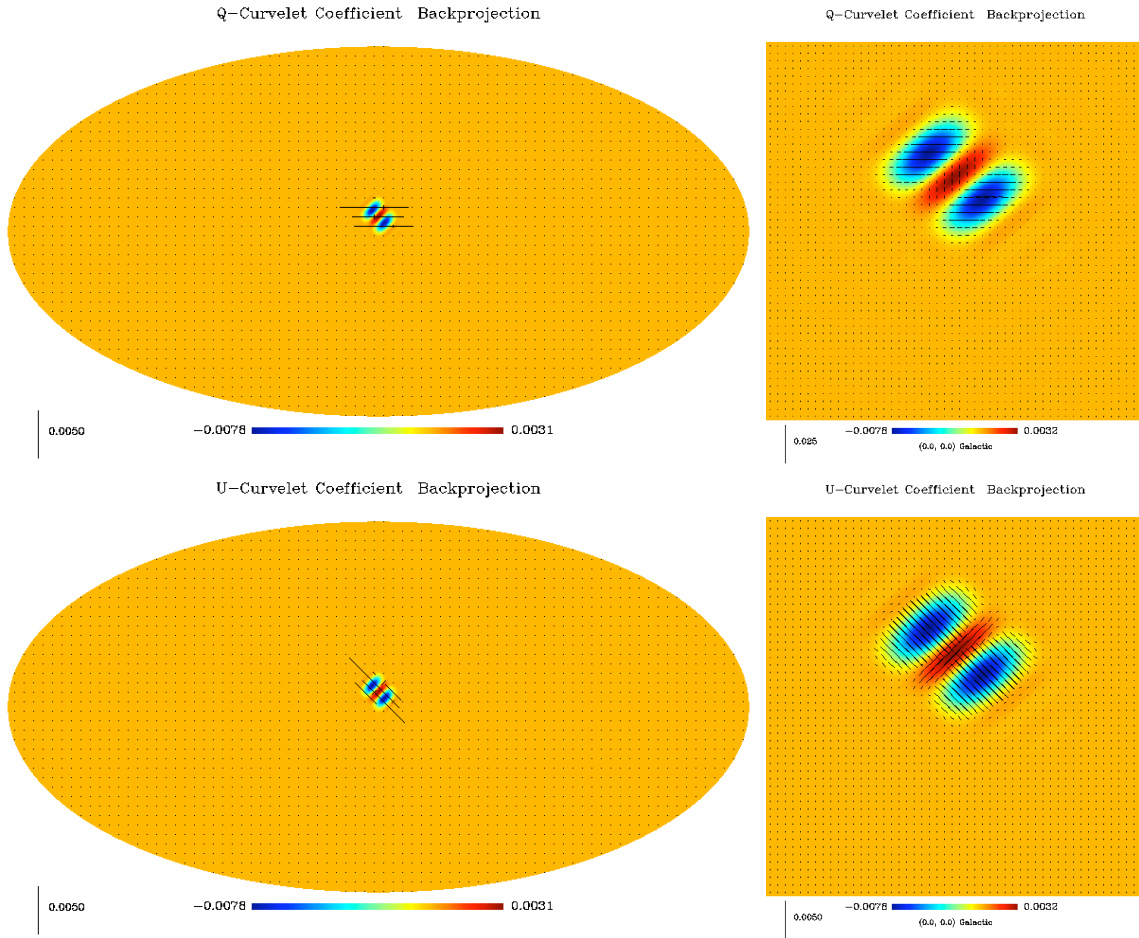 Q-Curvelet Coefficient Backprojection
0.0050
-0.0078 0.0031
Q-Curvelet Coefficient Backprojection
0.025
-0.0078 0.0032
(0.0, 0.0) Galactic
U-Curvelet Coefficient Backprojection
0.0050
-0.0078 0.0031
U-Curvelet Coefficient Backprojection
0.0050
-0.0078 0.0032
(0.0, 0.0) Galactic